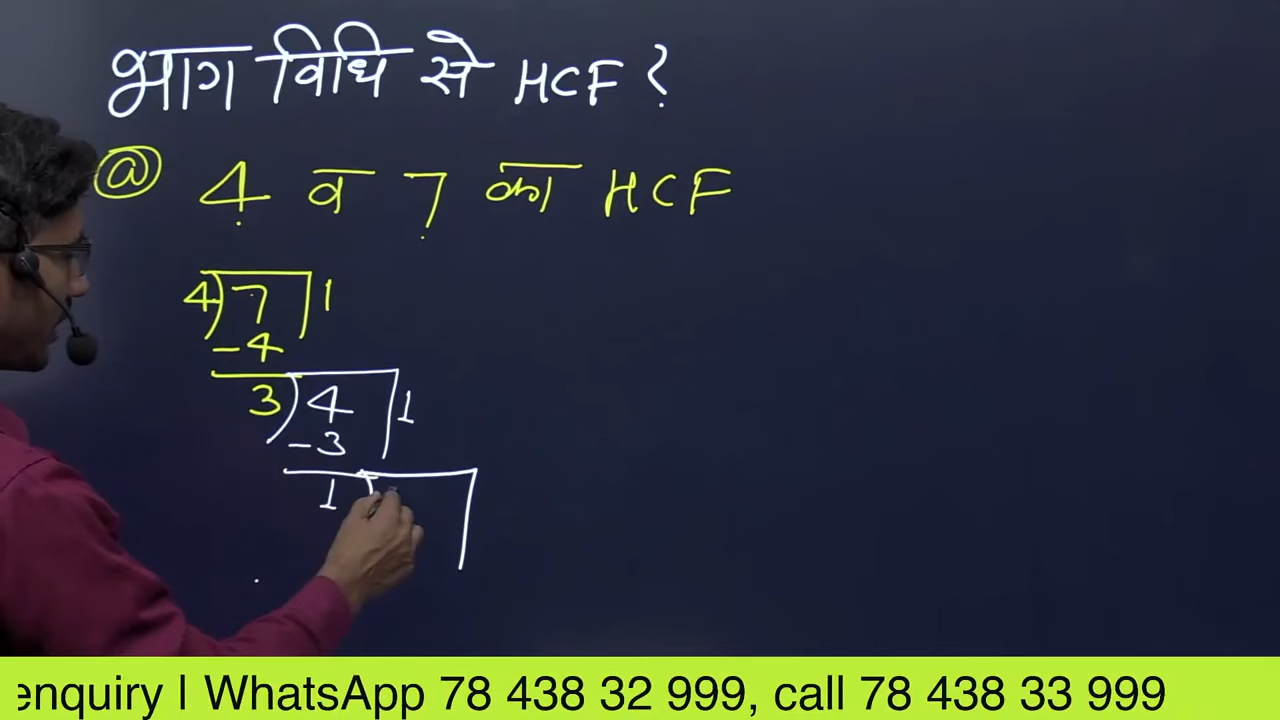 भाग विधि से HCF?
@ 4 व 7 का HCF
4) 7 | 1
- 4
3) 4 | 1
- 3
1)
enquiry | WhatsApp 78 438 32 999, call 78 438 33 999